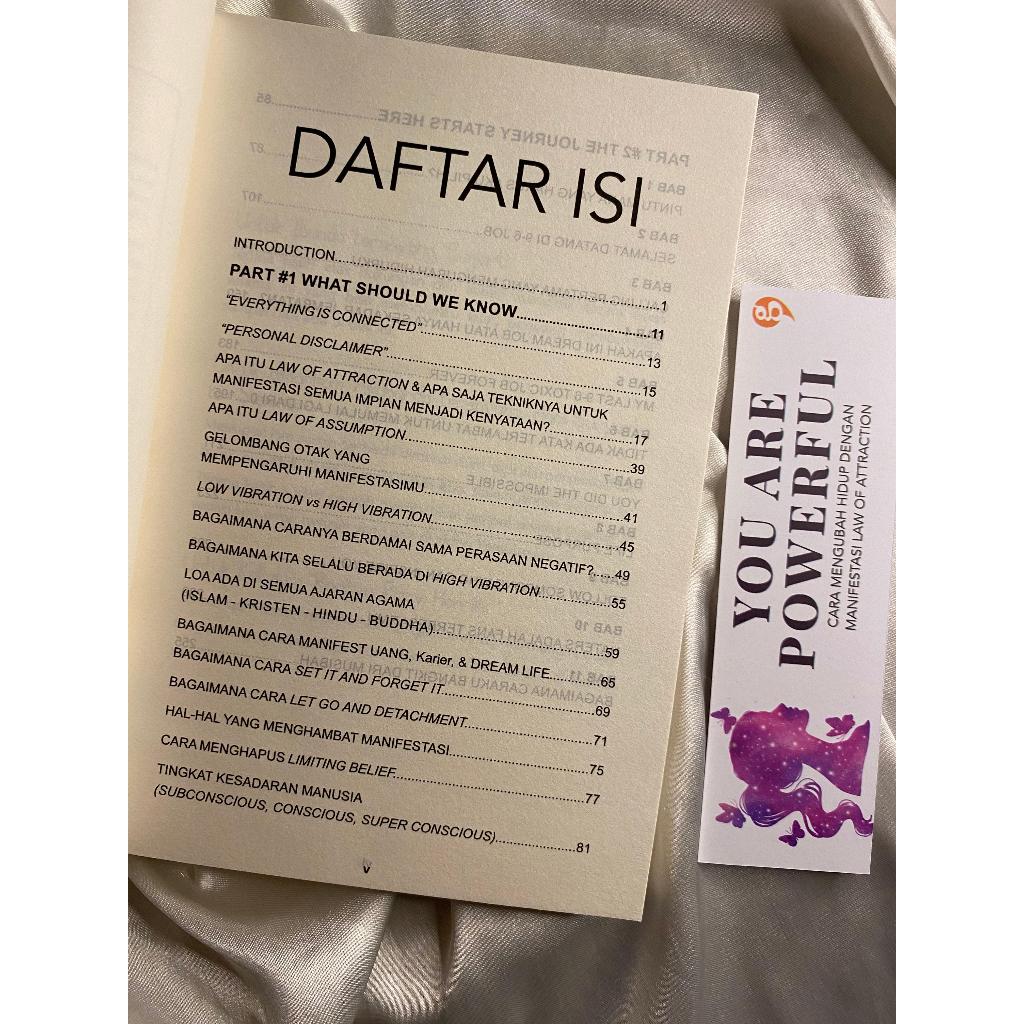 DAFTAR ISI
INTRODUCTION..........1
PART #1 WHAT SHOULD WE KNOW..........11
"EVERYTHING IS CONNECTED"..........13
"PERSONAL DISCLAIMER"..........15
APA ITU LAW OF ATTRACTION & APA SAJA TEKNIKNYA UNTUK
MANIFESTASI SEMUA IMPIAN MENJADI KENYATAAN?..........17
APA ITU LAW OF ASSUMPTION..........39
GELOMBANG OTAK YANG
MEMPENGARUHI MANIFESTASIMU..........41
LOW VIBRATION vs HIGH VIBRATION..........45
BAGAIMANA CARANYA BERDAMAI SAMA PERASAAN NEGATIF?.....49
BAGAIMANA KITA SELALU BERADA DI HIGH VIBRATION..........55
LOA ADA DI SEMUA AJARAN AGAMA
(ISLAM - KRISTEN - HINDU - BUDDHA)..........59
BAGAIMANA CARA MANIFEST UANG, Karier, & DREAM LIFE..........65
BAGAIMANA CARA SET IT AND FORGET IT..........69
BAGAIMANA CARA LET GO AND DETACHMENT..........71
HAL-HAL YANG MENGHAMBAT MANIFESTASI..........75
CARA MENGHAPUS LIMITING BELIEF..........77
TINGKAT KESADARAN MANUSIA
(SUBCONSCIOUS, CONSCIOUS, SUPER CONSCIOUS)..........81
v
YOU ARE
POWERFUL
CARA MENGUBAH HIDUP DENGAN
MANIFESTASI LAW OF ATTRACTION